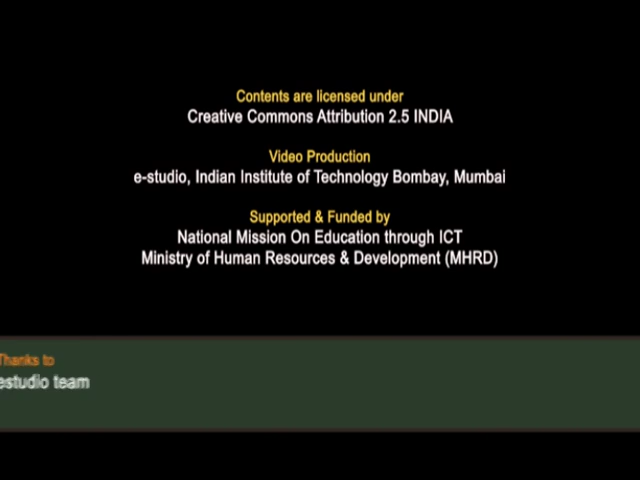 Contents are licensed under
Creative Commons Attribution 2.5 INDIA
Video Production
e-studio, Indian Institute of Technology Bombay, Mumbai
Supported & Funded by
National Mission On Education through ICT
Ministry of Human Resources & Development (MHRD)
Thanks to
estudio team